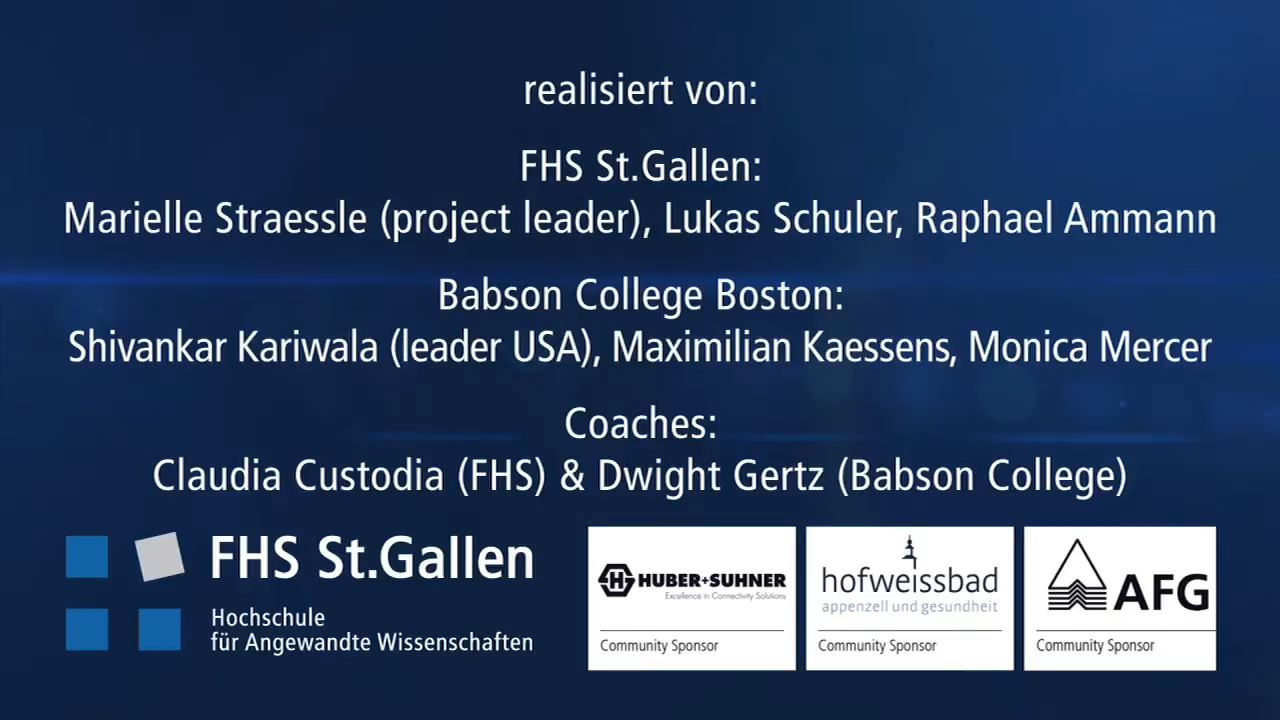 realisiert von:
FHS St.Gallen:
Marielle Straessle (project leader), Lukas Schuler, Raphael Ammann
Babson College Boston:
Shivankar Kariwala (leader USA), Maximilian Kaessens, Monica Mercer
Coaches:
Claudia Custodia (FHS) & Dwight Gertz (Babson College)
FHS St.Gallen
Hochschule
für Angewandte Wissenschaften
H HUBER+SUHNER
Excellence in Connectivity Solutions
Community Sponsor
hofweissbad
appenzell und gesundheit
Community Sponsor
AFG
Community Sponsor